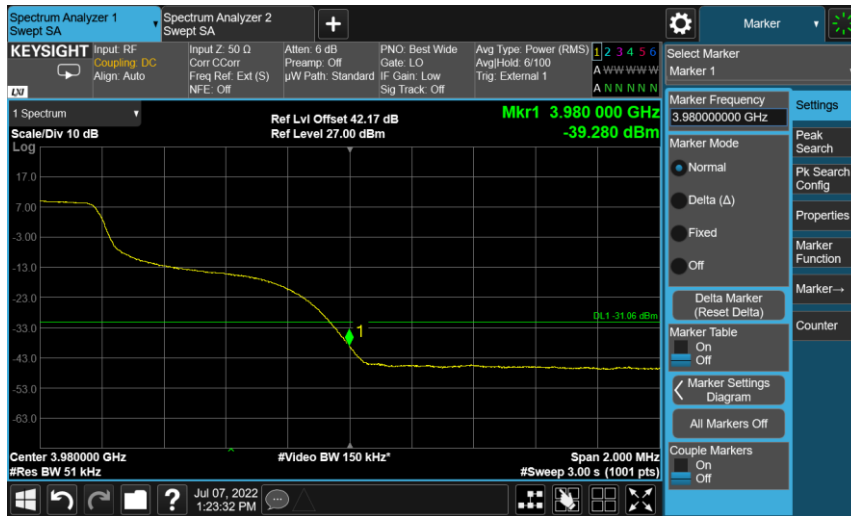 Spectrum Analyzer 1
Swept SA
Spectrum Analyzer 2
Swept SA
Marker
KEYSIGHT
LXI
Input: RF
Coupling: DC
Align: Auto
Input Z: 50 Ω
Corr CCorr
Freq Ref: Ext (S)
NFE: Off
Atten: 6 dB
Preamp: Off
µW Path: Standard
PNO: Best Wide
Gate: LO
IF Gain: Low
Sig Track: Off
Avg Type: Power (RMS)
Avg|Hold: 6/100
Trig: External 1
1 2 3 4 5 6
A W W W W W
A N N N N N
Select Marker
Marker 1
1 Spectrum
Scale/Div 10 dB
Log
Ref Lvl Offset 42.17 dB
Ref Level 27.00 dBm
Mkr1 3.980 000 GHz
-39.280 dBm
17.0
7.00
-3.00
-13.0
-23.0
-33.0
-43.0
-53.0
-63.0
DL1 -31.06 dBm
1
Center 3.980000 GHz
#Res BW 51 kHz
#Video BW 150 kHz*
Span 2.000 MHz
#Sweep 3.00 s (1001 pts)
Marker Frequency
3.980000000 GHz
Marker Mode
Normal
Delta (Δ)
Fixed
Off
Delta Marker
(Reset Delta)
Marker Table
On
Off
Marker Settings
Diagram
All Markers Off
Couple Markers
On
Off
Settings
Peak
Search
Pk Search
Config
Properties
Marker
Function
Marker→
Counter
?
Jul 07, 2022
1:23:32 PM